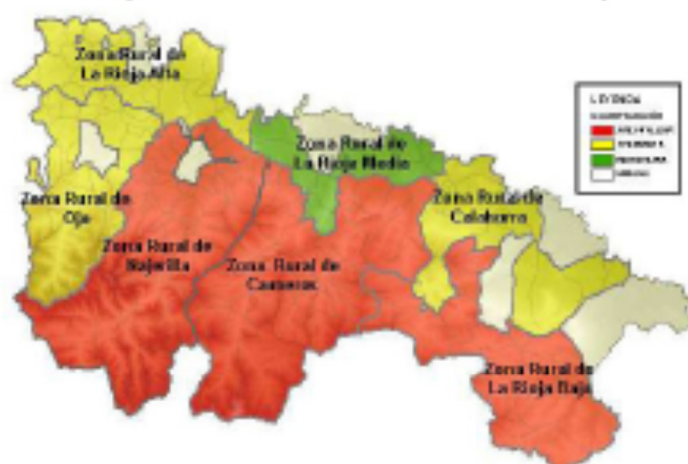 Zona Rural de
La Rioja Alta
Zona Rural de
La Rioja Media
Zona Rural de
Oja
Zona Rural de
Calahorra
Zona Rural de
Najerilla
Zona Rural de
Cameros
Zona Rural de
La Rioja Baja
LEYENDA